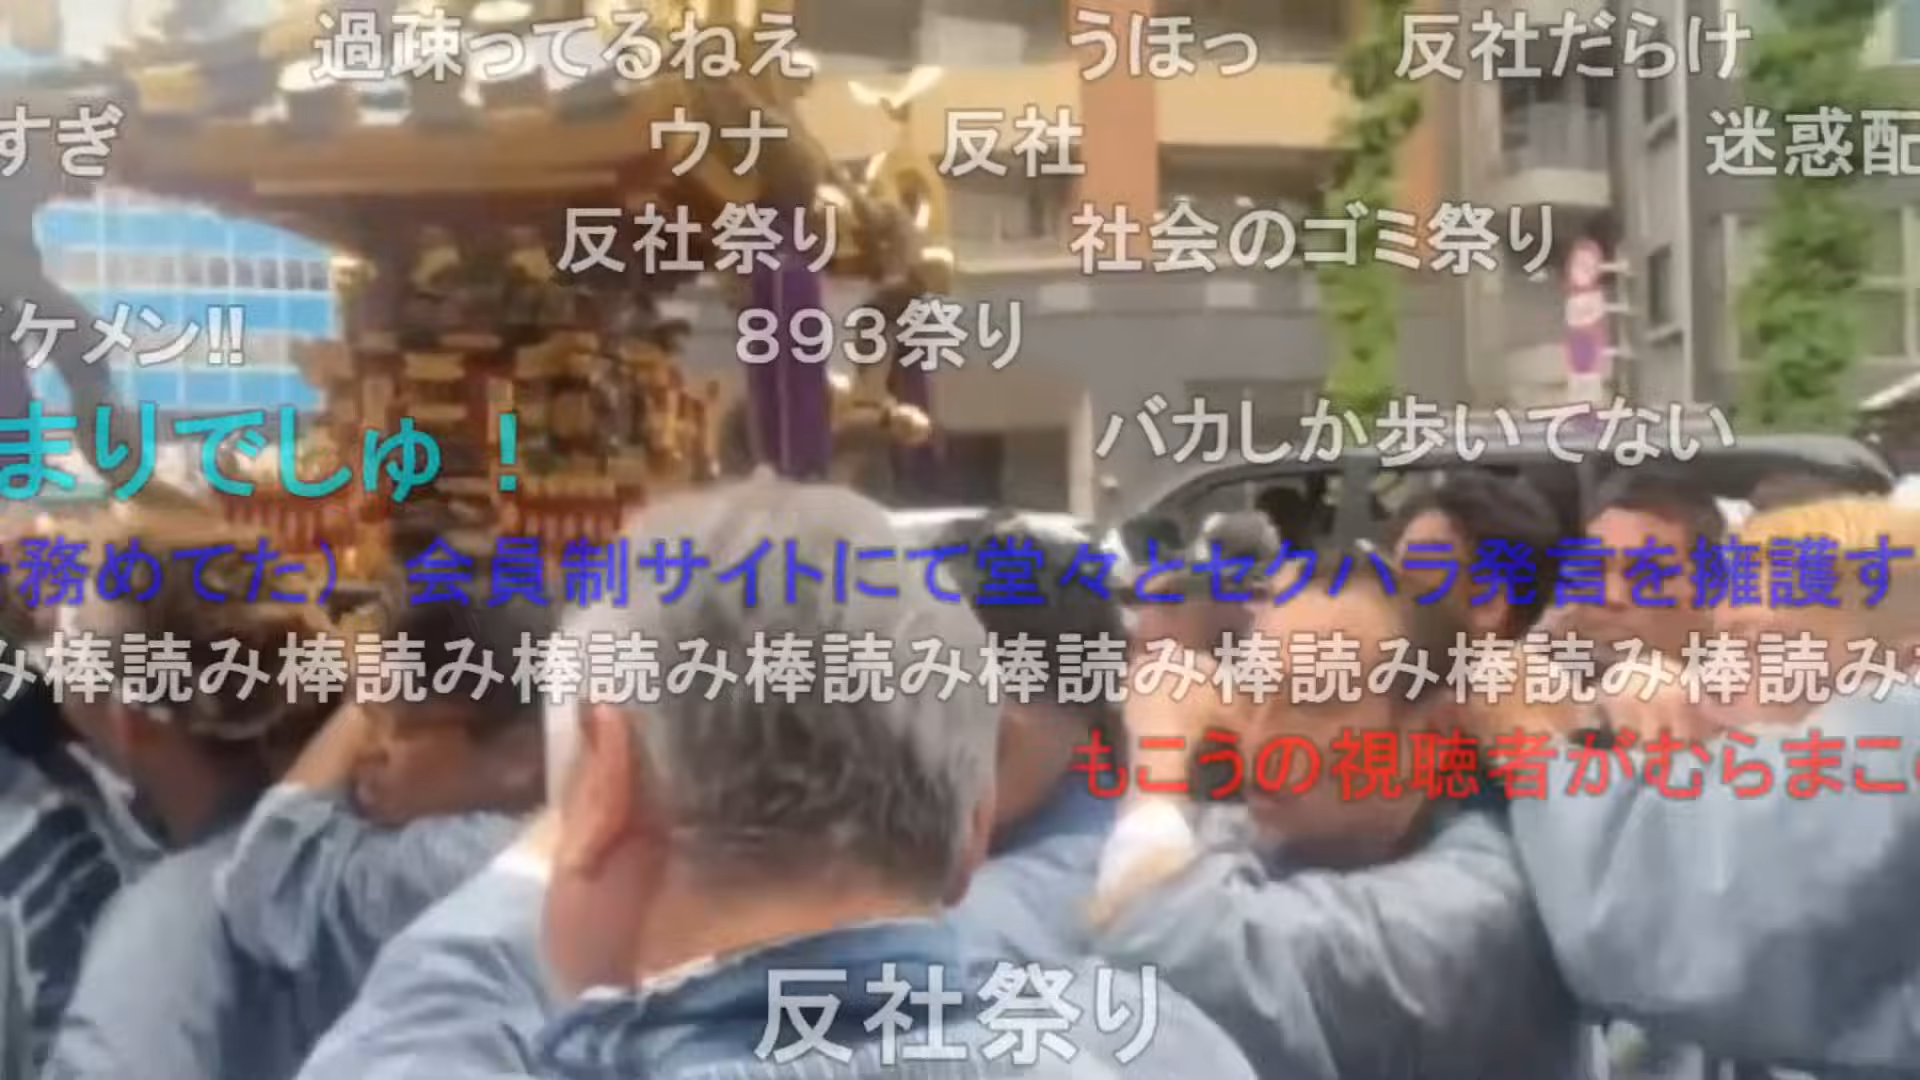 過疎ってるねえ うほっ 反社だらけ
すぎ ウナ 反社 迷惑配
反社祭り 社会のゴミ祭り
ケメン!! 893祭り
まりでしゅ！ バカしか歩いてない
務めてた） 会員制サイトにて堂々とセクハラ発言を擁護す
み棒読み棒読み棒読み棒読み棒読み棒読み棒読み棒読み
もこうの視聴者がむらまこ
反社祭り